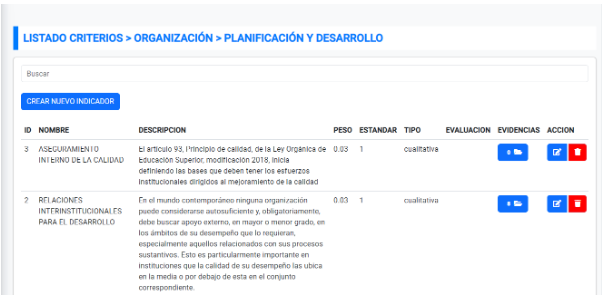 LISTADO CRITERIOS > ORGANIZACIÓN > PLANIFICACIÓN Y DESARROLLO
Buscar
CREAR NUEVO INDICADOR
ID NOMBRE DESCRIPCION PESO ESTANDAR TIPO EVALUACION EVIDENCIAS ACCION
3 ASEGURAMIENTO El artículo 93, Principio de calidad, de la Ley Orgánica de 0.03 1 cualitativa
INTERNO DE LA CALIDAD Educación Superior, modificación 2018, inicia
definiendo las bases que deben tener los esfuerzos
institucionales dirigidos al mejoramiento de la calidad
2 RELACIONES En el mundo contemporáneo ninguna organización 0.03 1 cualitativa
INTERINSTITUCIONALES puede considerarse autosuficiente y, obligatoriamente,
PARA EL DESARROLLO debe buscar apoyo externo, en mayor o menor grado, en
los ámbitos de su desempeño que lo requieran,
especialmente aquellos relacionados con sus procesos
sustantivos. Esto es particularmente importante en
instituciones que la calidad de su desempeño las ubica
en la media o por debajo de esta en el conjunto
correspondiente.